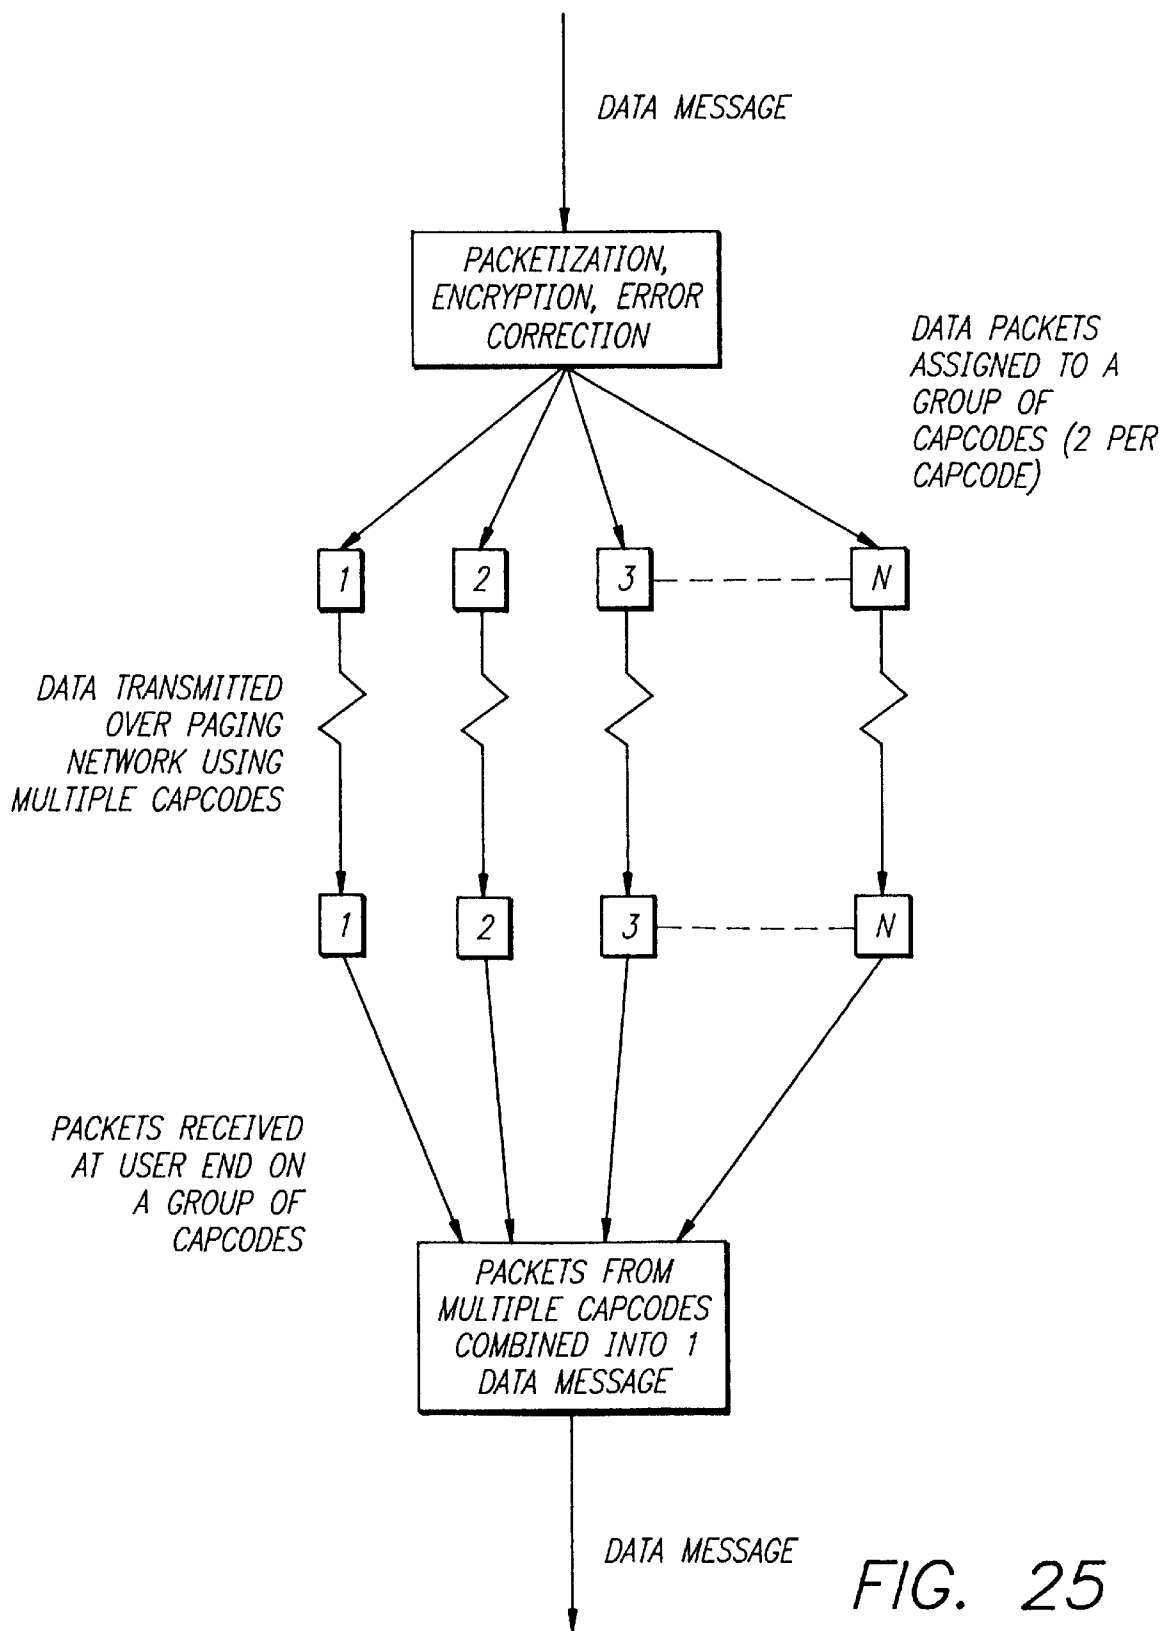 DATA MESSAGE
PACKETIZATION,
ENCRYPTION, ERROR
CORRECTION
DATA PACKETS
ASSIGNED TO A
GROUP OF
CAPCODES (2 PER
CAPCODE)
1 2 3 N
DATA TRANSMITTED
OVER PAGING
NETWORK USING
MULTIPLE CAPCODES
1 2 3 N
PACKETS RECEIVED
AT USER END ON
A GROUP OF
CAPCODES
PACKETS FROM
MULTIPLE CAPCODES
COMBINED INTO 1
DATA MESSAGE
DATA MESSAGE
FIG. 25